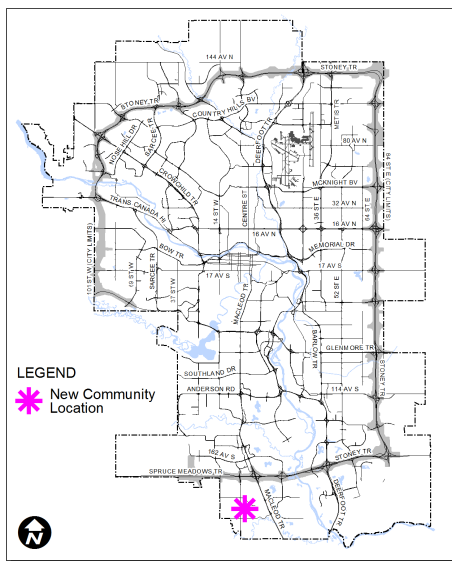 144 AV N
STONEY TR
STONEY TR
COUNTRY HILLS BV
METIS TR
DEERFOOT TR
NOSE HILL DR
SARCEE TR
80 AV N
84 ST E (CITY LIMITS)
CROWCHILD TR
MCKNIGHT BV
TRANS CANADA HI
14 ST W
CENTRE ST
36 ST E
32 AV N
68 ST E
16 AV N
16 AV N
BOW TR
MEMORIAL DR
101 ST W (CITY LIMITS)
69 ST W
SARCEE TR
37 ST W
17 AV S
17 AV S
52 ST E
MACLEOD TR
BARLOW TR
GLENMORE TR
STONEY TR
SOUTHLAND DR
LEGEND
New Community
Location
ANDERSON RD
114 AV S
162 AV S
STONEY TR
SPRUCE MEADOWS TR
MACLEOD TR
DEERFOOT TR
N